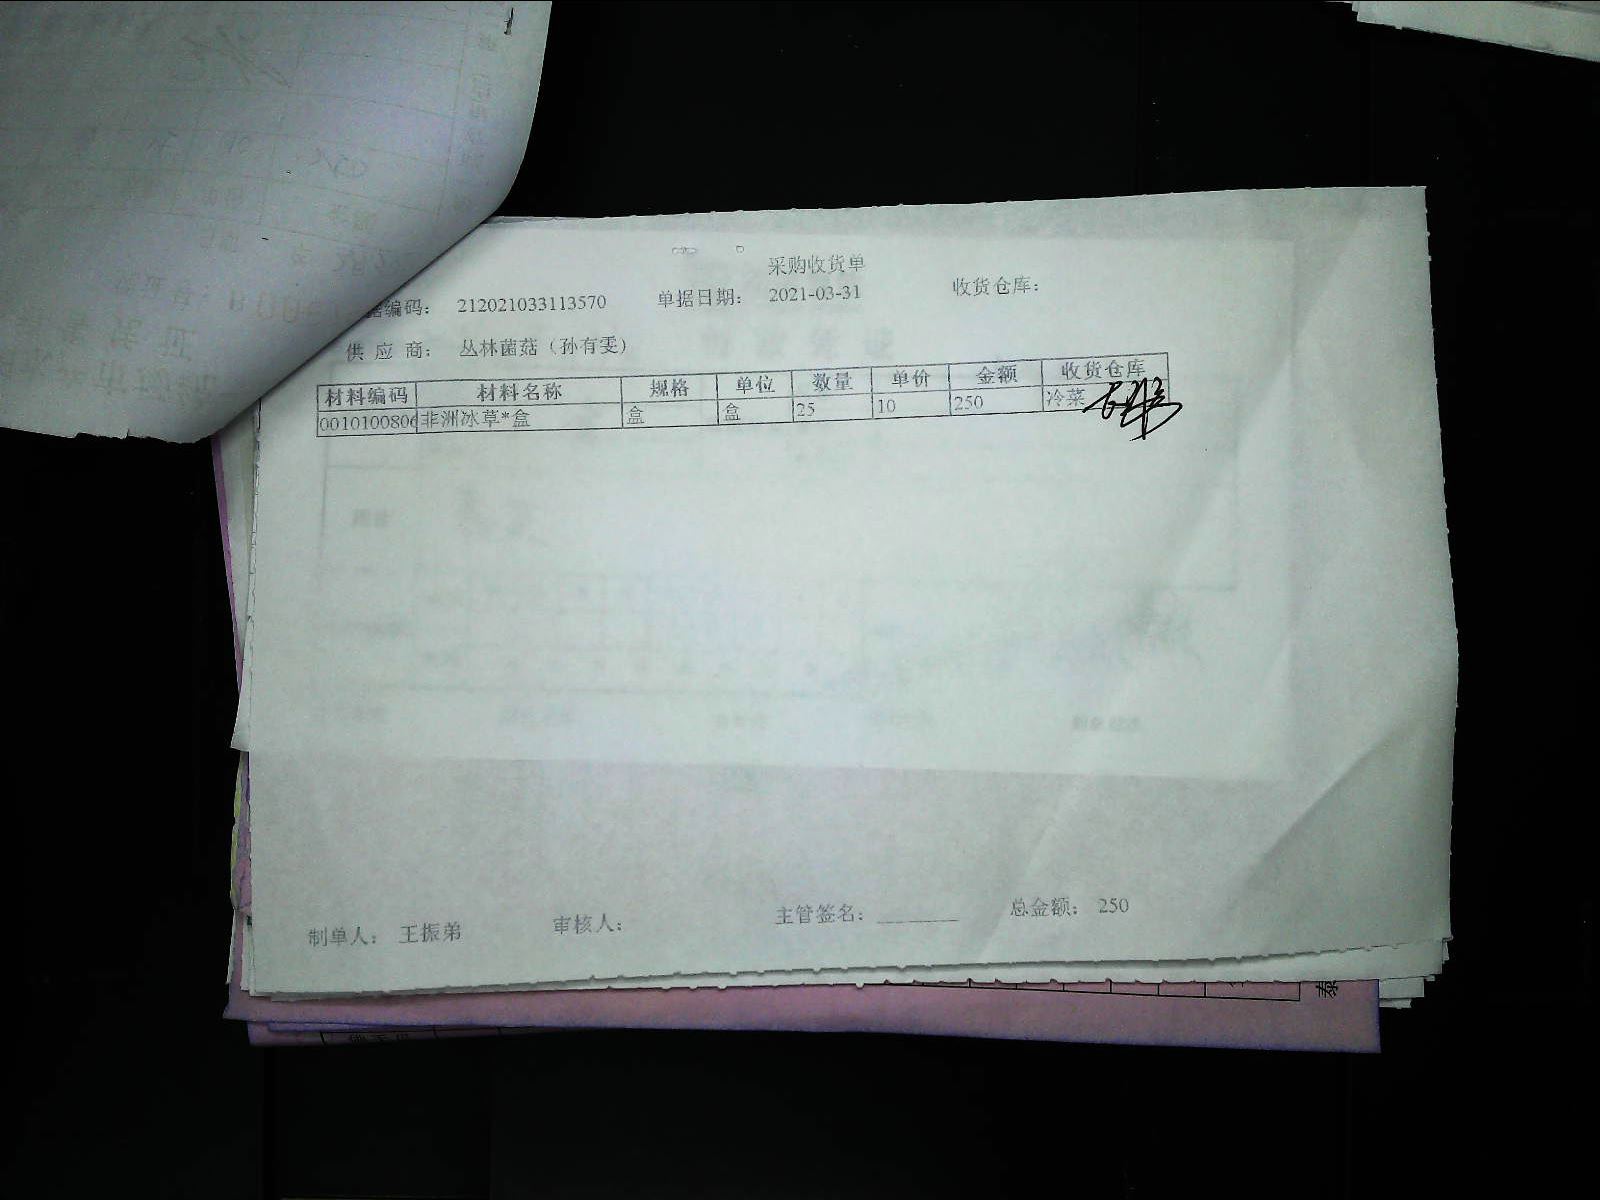 采购收货单
据编码： 212021033113570 单据日期： 2021-03-31 收货仓库：
供 应 商： 丛林菌菇（孙有雯）
材料编码 材料名称 规格 单位 数量 单价 金额 收货仓库
0010100806 非洲冰草*盒 盒 盒 25 10 250 冷菜
制单人： 王振弟 审核人： 主管签名： 总金额： 250